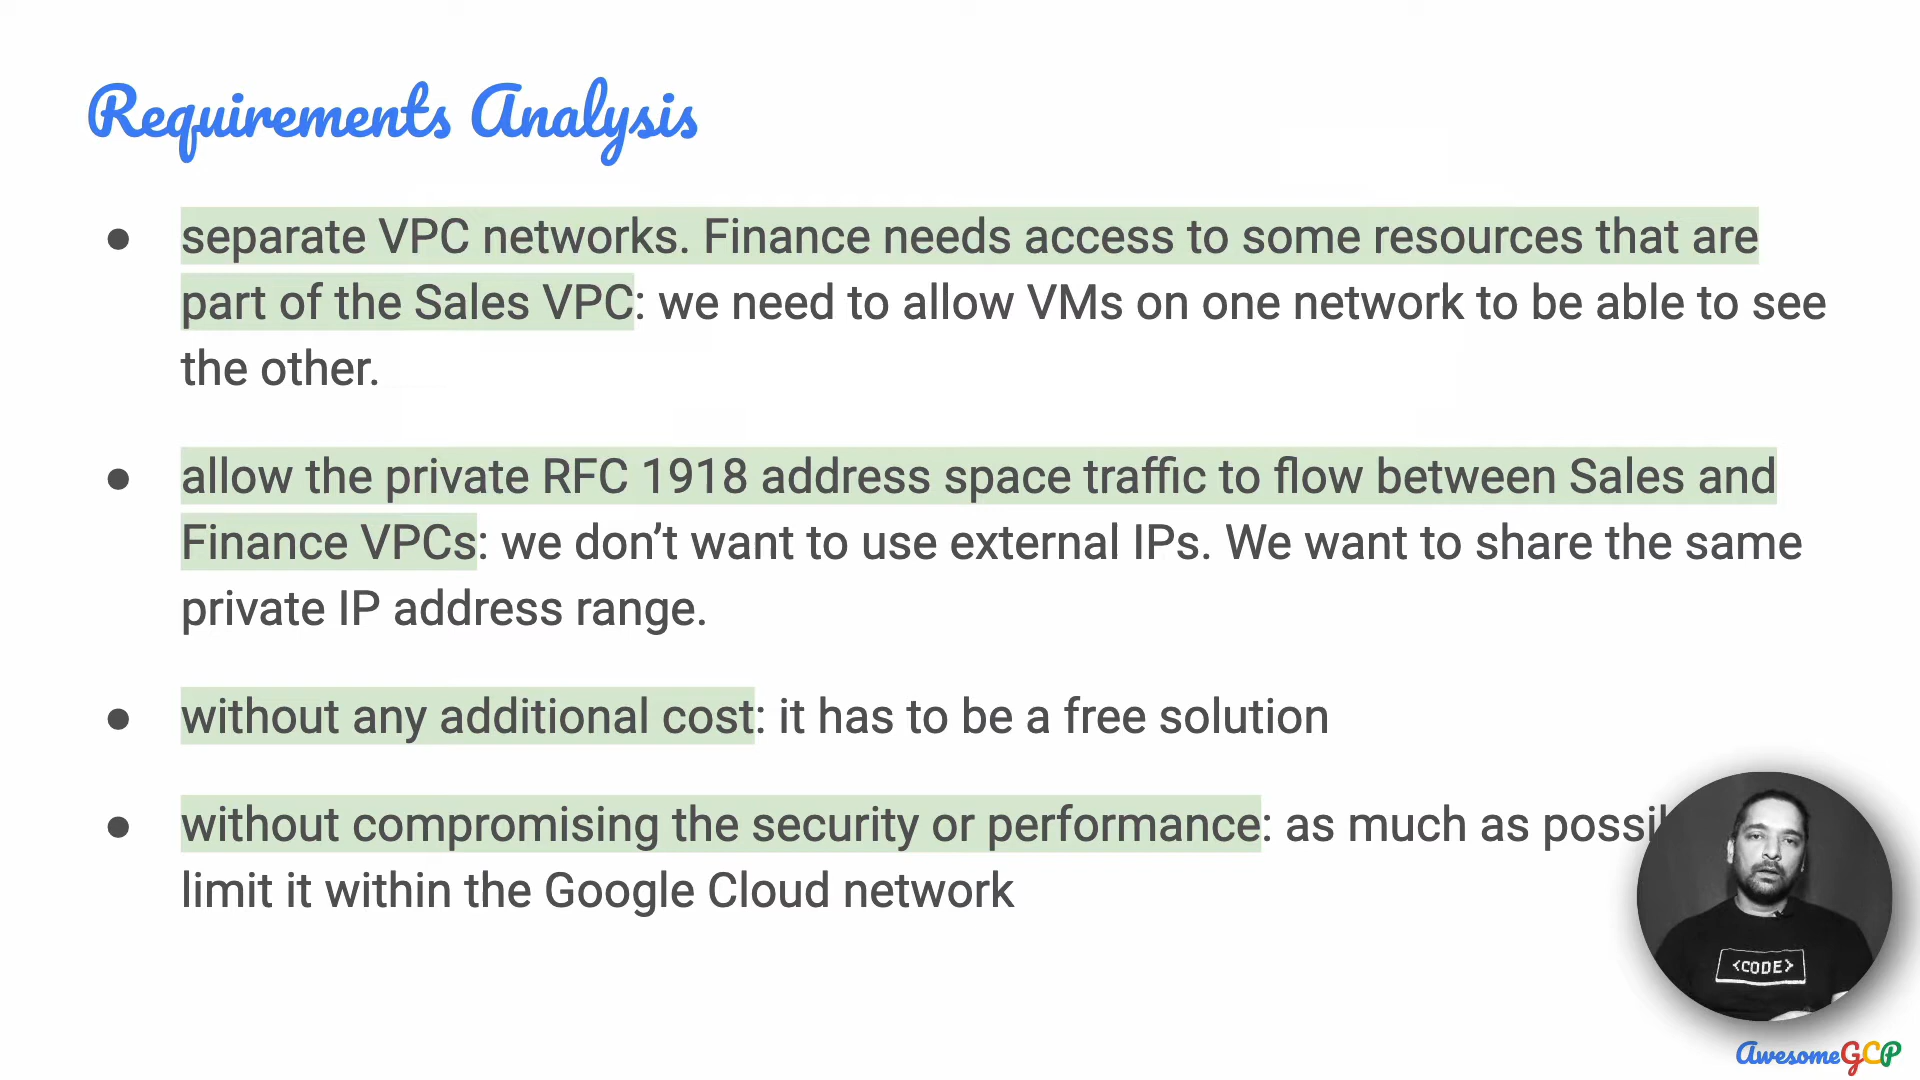 Requirements Analysis
● separate VPC networks. Finance needs access to some resources that are
part of the Sales VPC: we need to allow VMs on one network to be able to see
the other.
● allow the private RFC 1918 address space traffic to flow between Sales and
Finance VPCs: we don’t want to use external IPs. We want to share the same
private IP address range.
● without any additional cost: it has to be a free solution
● without compromising the security or performance: as much as
limit it within the Google Cloud network
<CODE>
AwesomeGCP